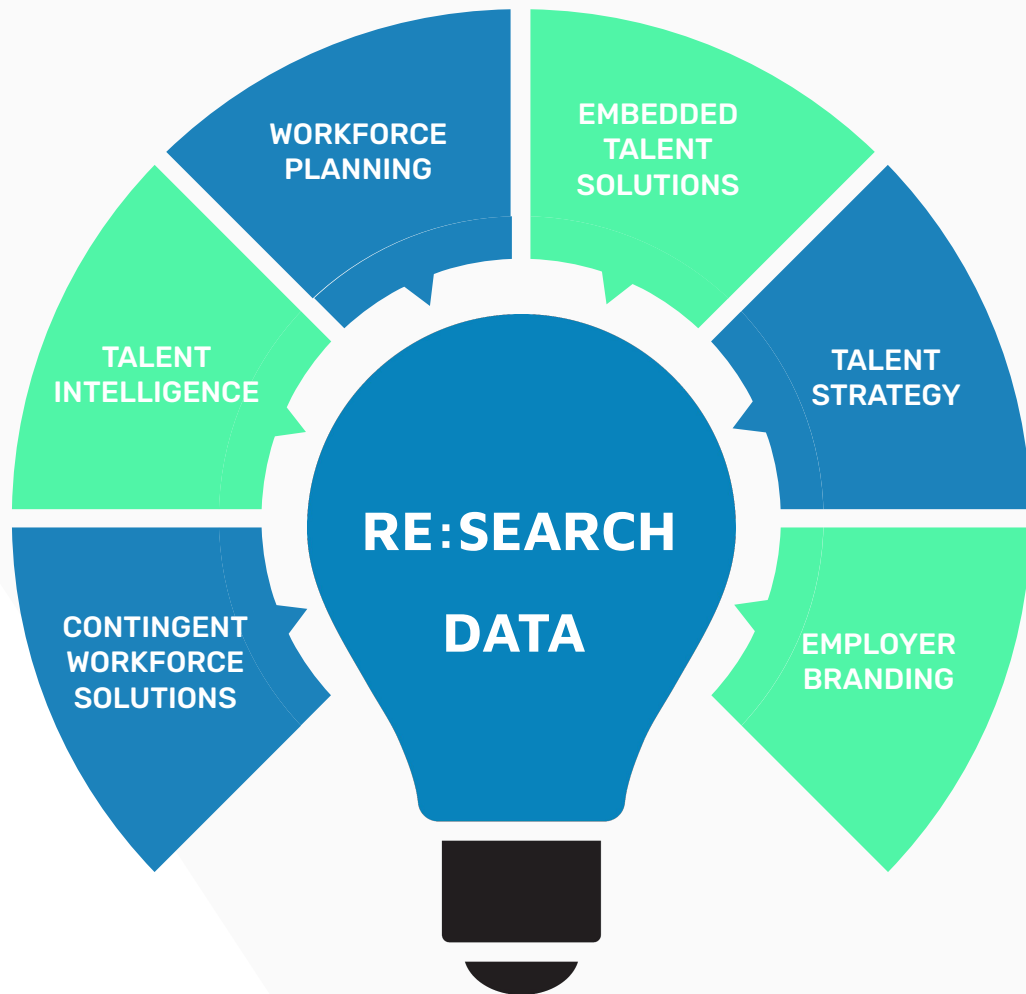 WORKFORCE
PLANNING
EMBEDDED
TALENT
SOLUTIONS
TALENT
INTELLIGENCE
TALENT
STRATEGY
RE:SEARCH
DATA
CONTINGENT
WORKFORCE
SOLUTIONS
EMPLOYER
BRANDING